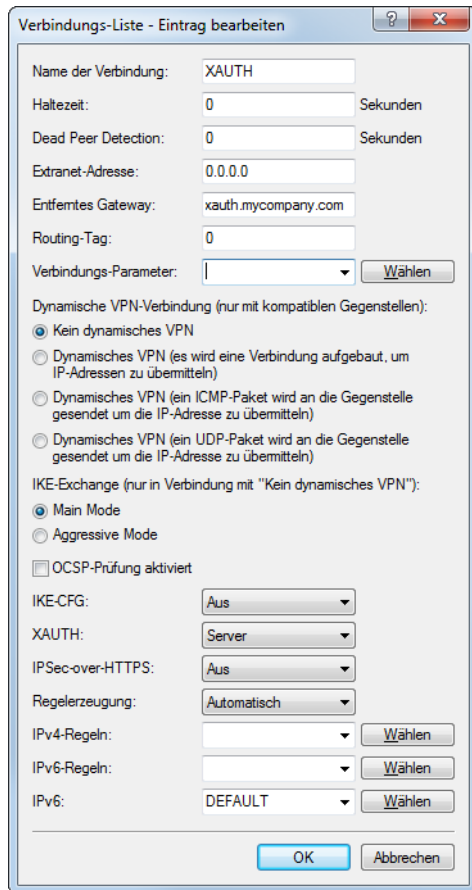 Verbindungs-Liste - Eintrag bearbeiten
?
Name der Verbindung: XAUTH
Haltezeit: 0 Sekunden
Dead Peer Detection: 0 Sekunden
Extranet-Adresse: 0.0.0.0
Entferntes Gateway: xauth.mycompany.com
Routing-Tag: 0
Verbindungs-Parameter: Wählen
Dynamische VPN-Verbindung (nur mit kompatiblen Gegenstellen):
Kein dynamisches VPN
Dynamisches VPN (es wird eine Verbindung aufgebaut, um
IP-Adressen zu übermitteln)
Dynamisches VPN (ein ICMP-Paket wird an die Gegenstelle
gesendet um die IP-Adresse zu übermitteln)
Dynamisches VPN (ein UDP-Paket wird an die Gegenstelle
gesendet um die IP-Adresse zu übermitteln)
IKE-Exchange (nur in Verbindung mit "Kein dynamisches VPN"):
Main Mode
Aggressive Mode
OCSP-Prüfung aktiviert
IKE-CFG: Aus
XAUTH: Server
IPSec-over-HTTPS: Aus
Regelerzeugung: Automatisch
IPv4-Regeln: Wählen
IPv6-Regeln: Wählen
IPv6: DEFAULT Wählen
OK Abbrechen